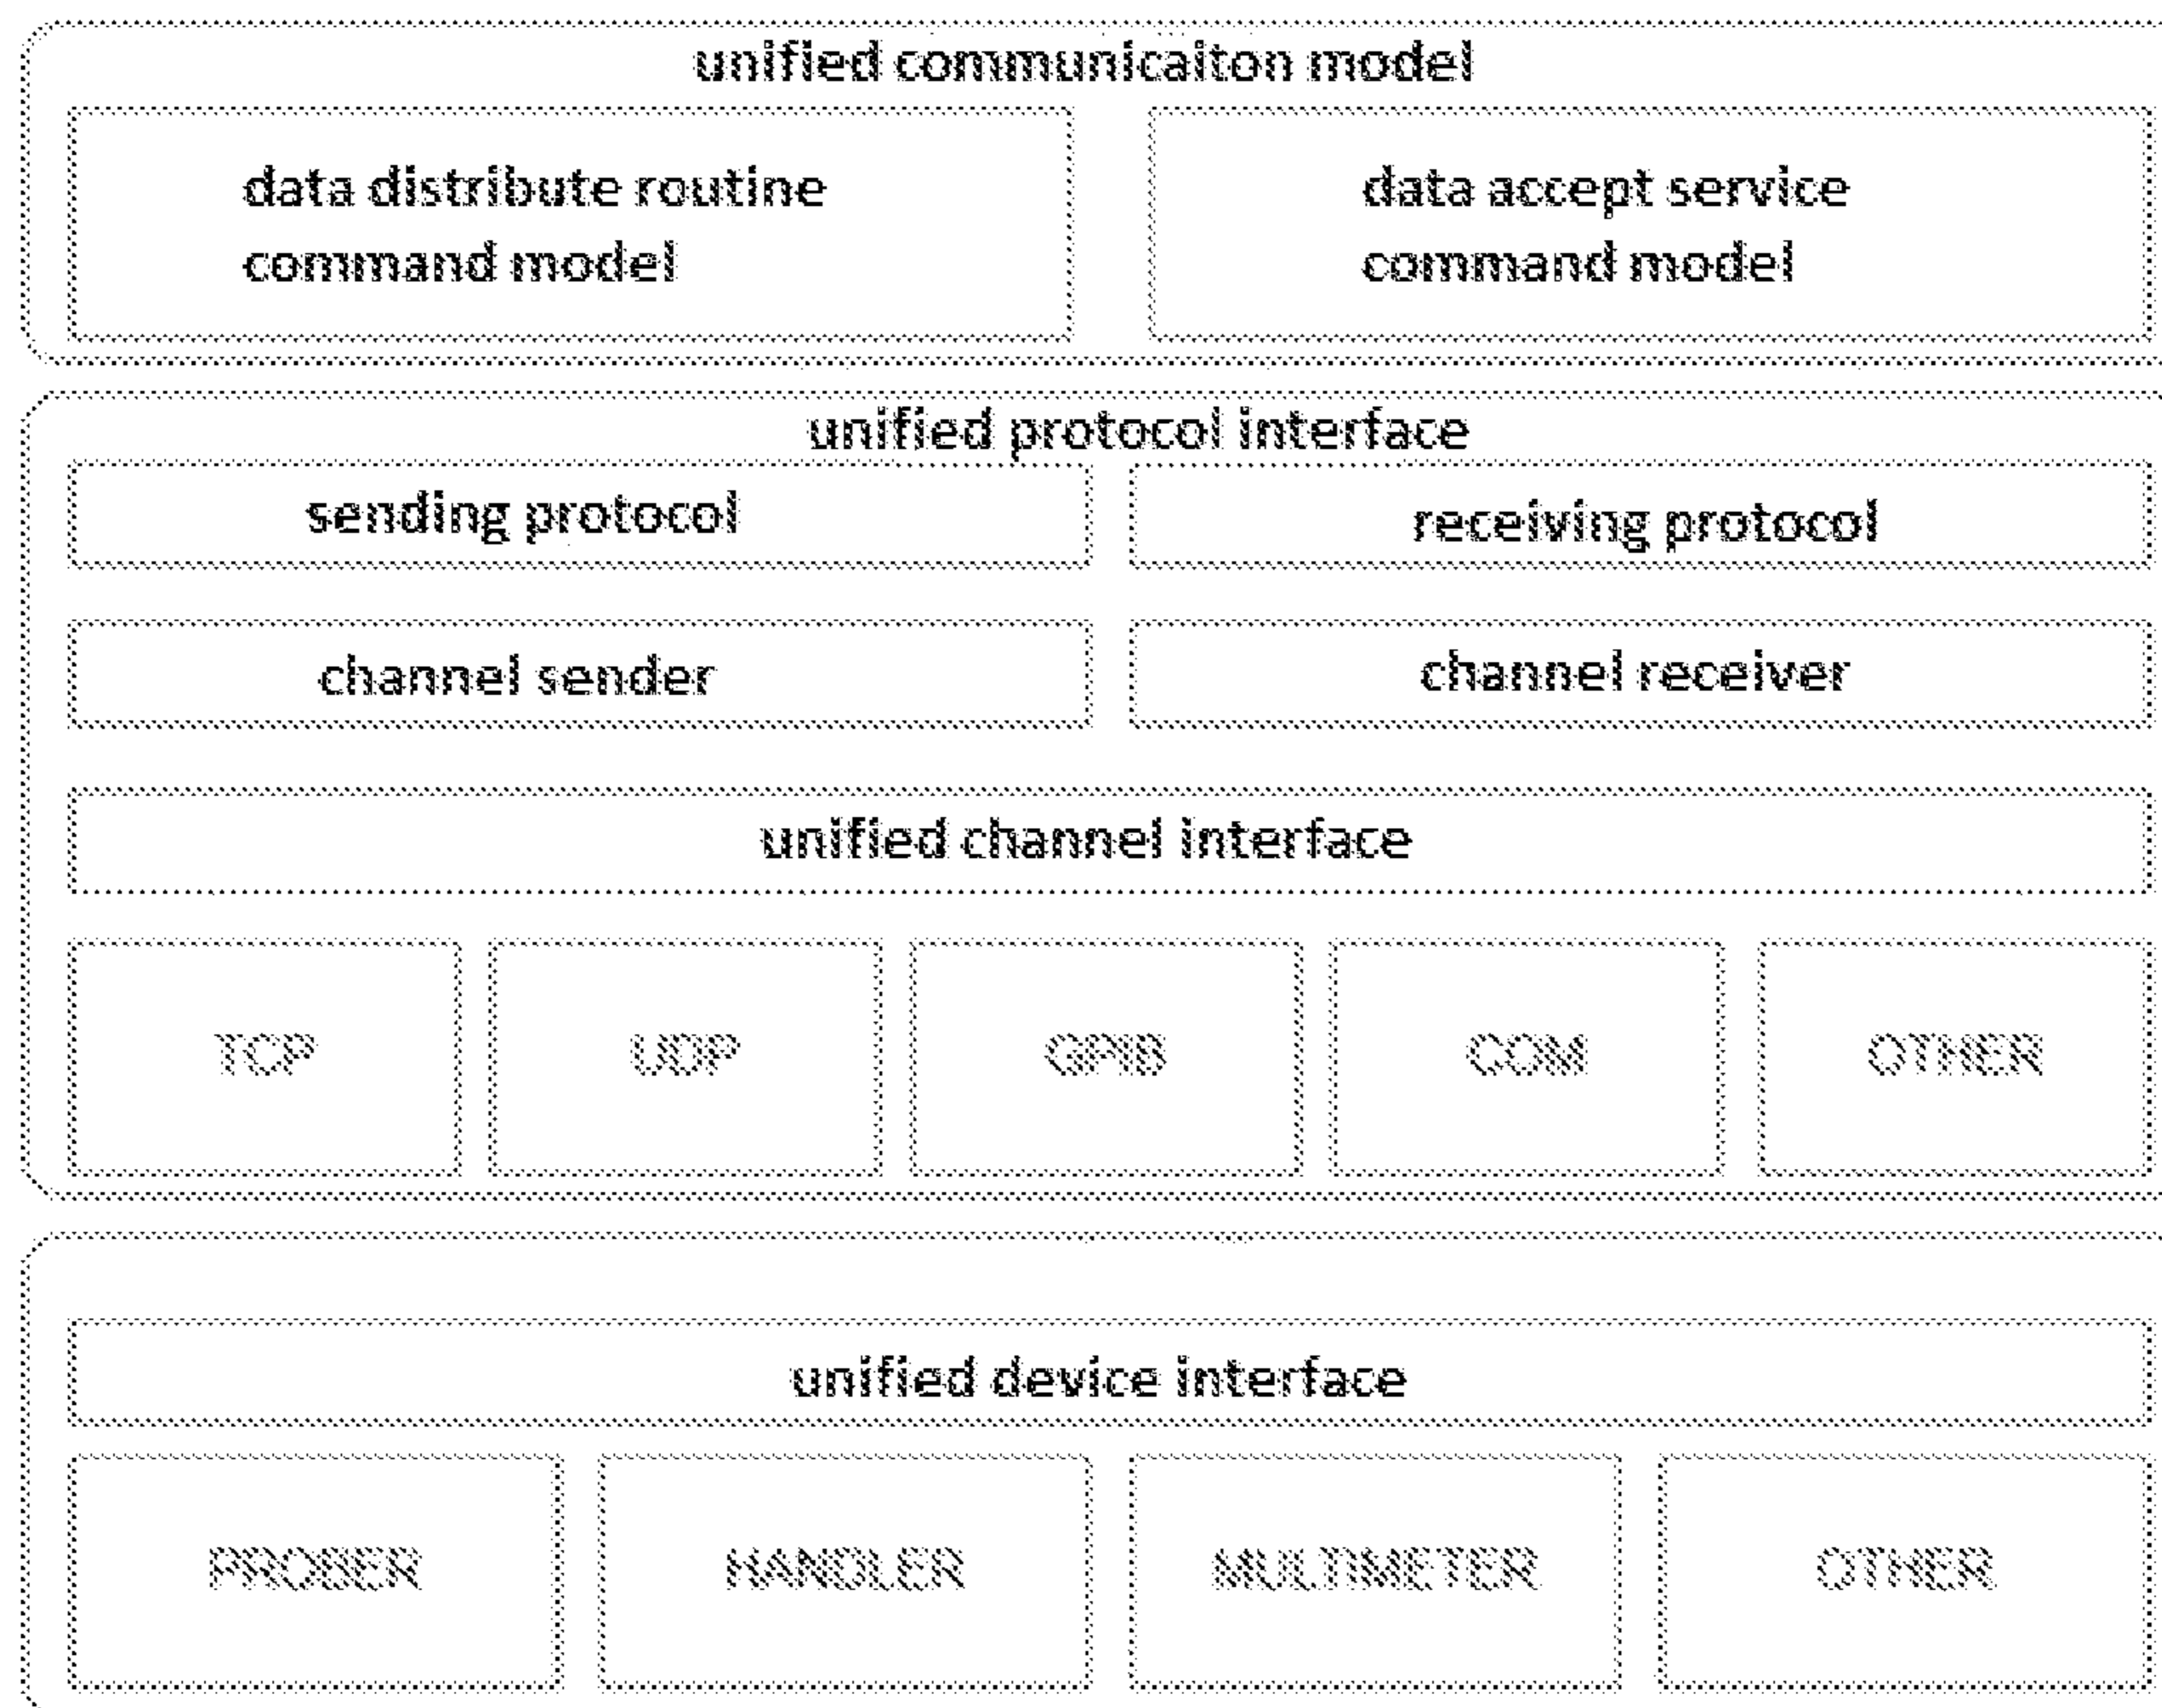 unified communicaiton model
data distribute routine
command model
data accept service
command model
unified protocol interface
sending protocol
receiving protocol
channel sender
channel receiver
unified channel interface
TCP
UDP
GPIB
COM
OTHER
unified device interface
PROBER
HANDLER
MULTIMETER
OTHER